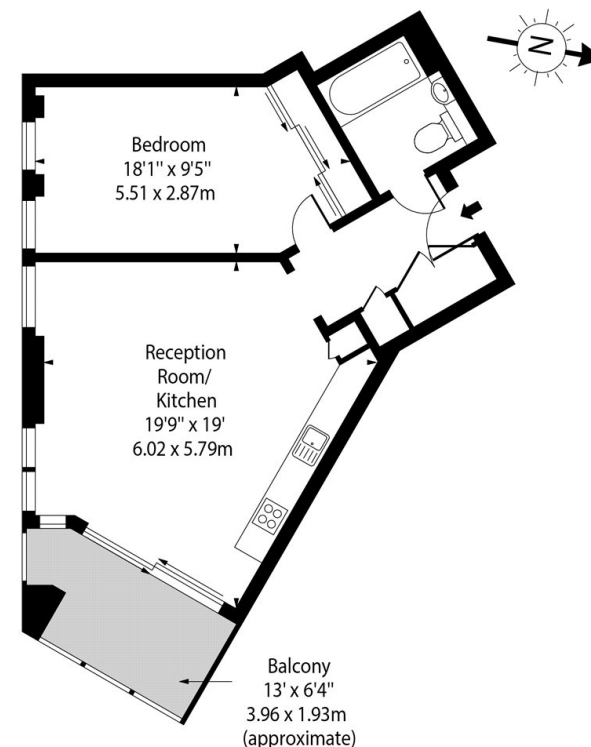 N
Bedroom
18'1" x 9'5"
5.51 x 2.87m
Reception
Room/
Kitchen
19'9" x 19'
6.02 x 5.79m
Balcony
13' x 6'4"
3.96 x 1.93m
(approximate)